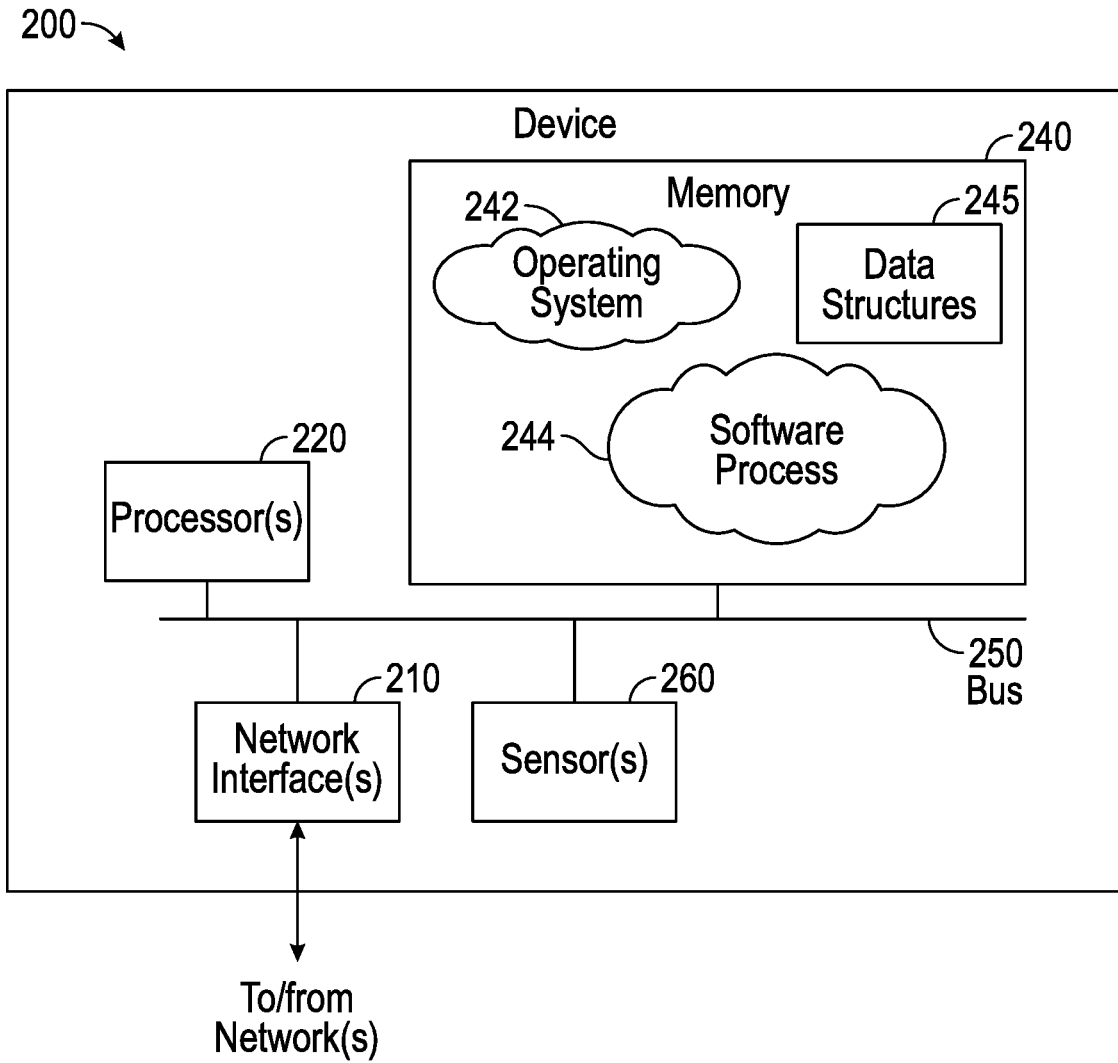 200
Device
240
Memory
242
245
Operating
System
Data
Structures
244
Software
Process
220
Processor(s)
250
Bus
210
260
Network
Interface(s)
Sensor(s)
To/from
Network(s)